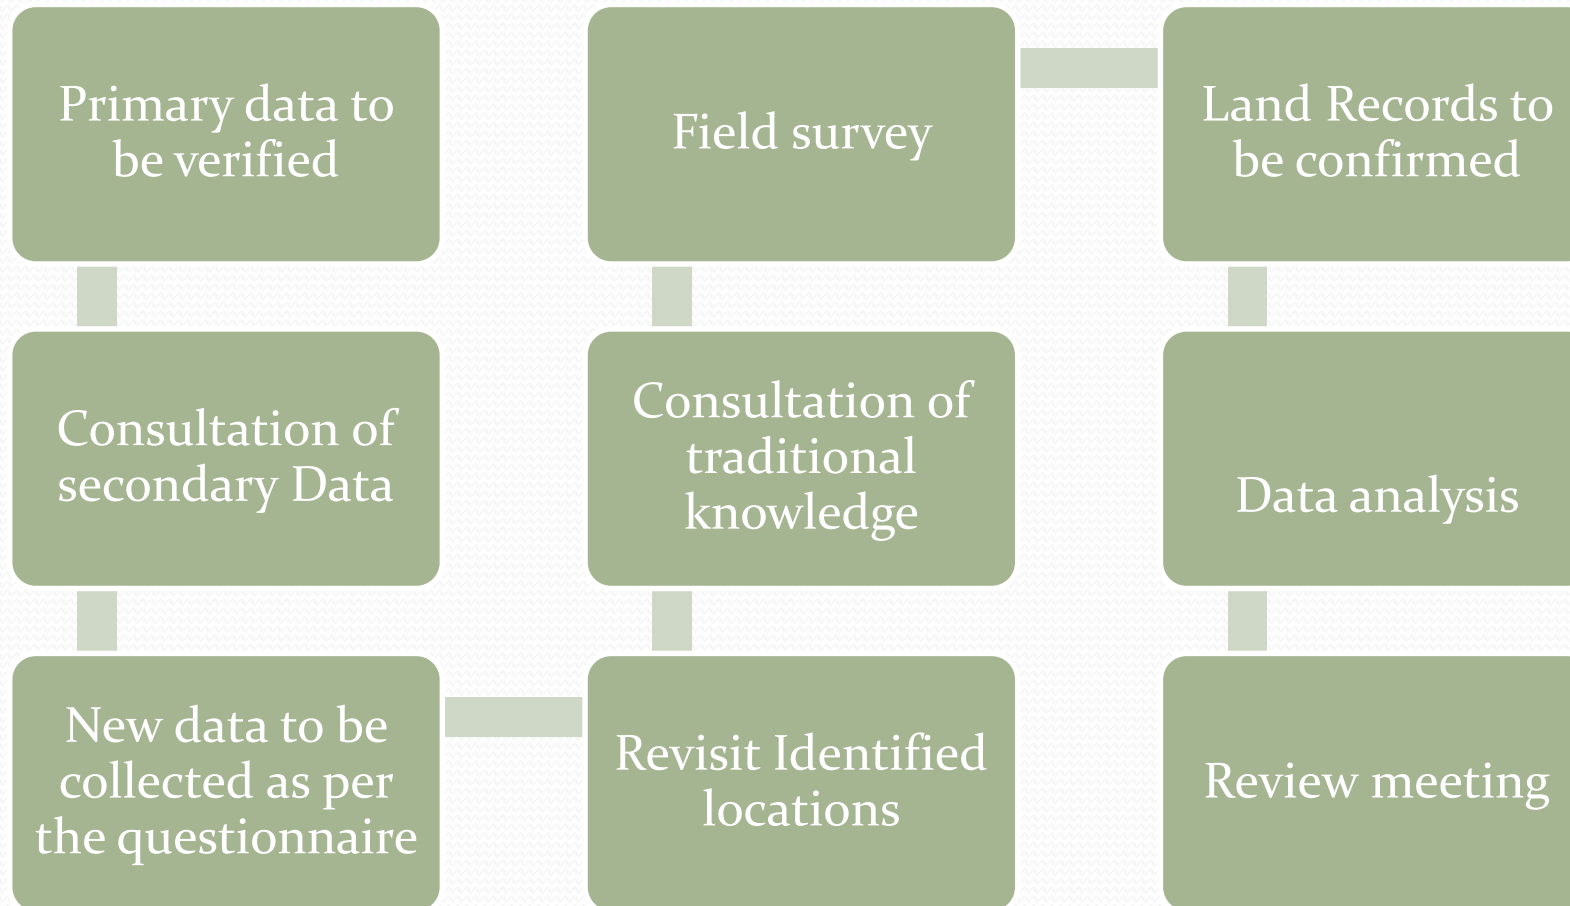 Primary data to
be verified
Consultation of
secondary Data
New data to be
collected as per
the questionnaire
Revisit Identified
locations
Consultation of
traditional
knowledge
Field survey
Land Records to
be confirmed
Data analysis
Review meeting